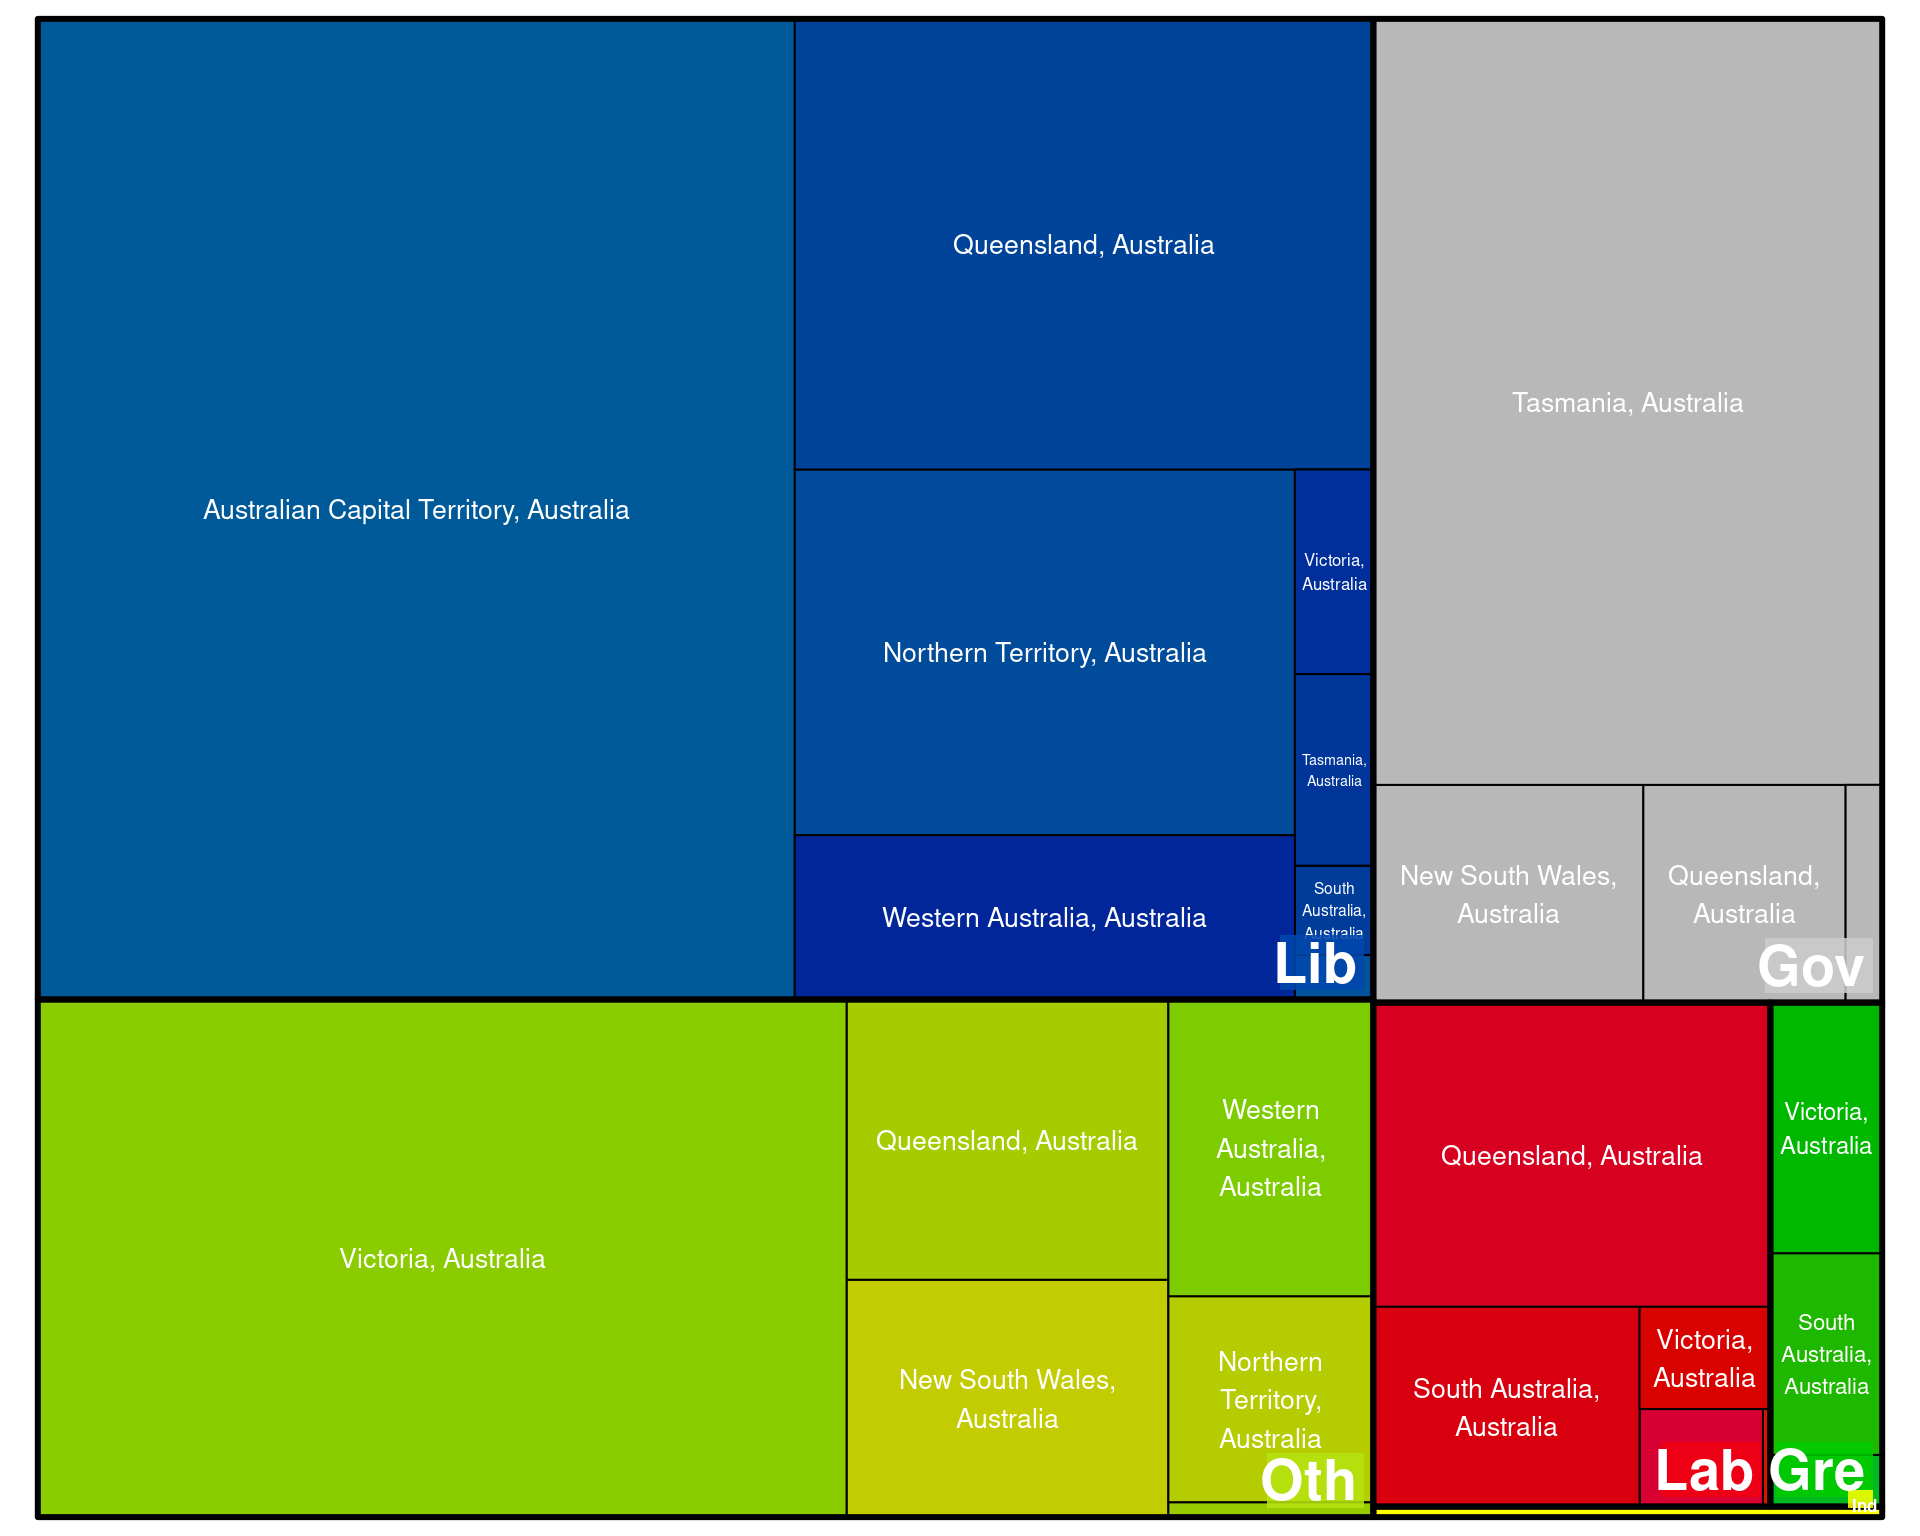 Australian Capital Territory, Australia
Queensland, Australia
Northern Territory, Australia
Western Australia, Australia
Victoria,
Australia
Tasmania,
Australia
South
Australia,
Australia
Lib
Tasmania, Australia
New South Wales,
Australia
Queensland,
Australia
Gov
Victoria, Australia
Queensland, Australia
New South Wales,
Australia
Western
Australia,
Australia
Northern
Territory,
Australia
Oth
Queensland, Australia
South Australia,
Australia
Victoria,
Australia
Lab
Victoria,
Australia
South
Australia,
Australia
Gre
Ind